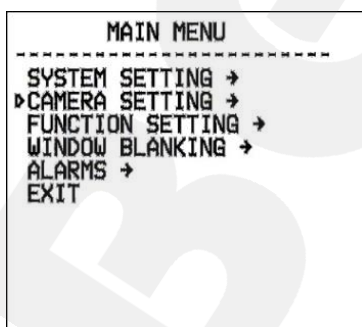 MAIN MENU
------------------------
SYSTEM SETTING →
▷CAMERA SETTING →
FUNCTION SETTING →
WINDOW BLANKING →
ALARMS →
EXIT